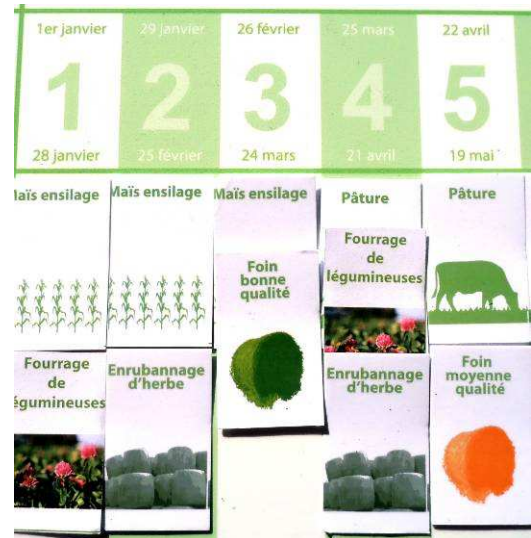 1er janvier
29 janvier
26 février
25 mars
22 avril
1
2
3
4
5
28 janvier
25 février
24 mars
21 avril
19 mai
Maïs ensilage
Maïs ensilage
Maïs ensilage
Pâture
Pâture
Foin
bonne
qualité
Fourrage
de
légumineuses
Fourrage
de
légumineuses
Enrubannage
d'herbe
Enrubannage
d'herbe
Foin
moyenne
qualité